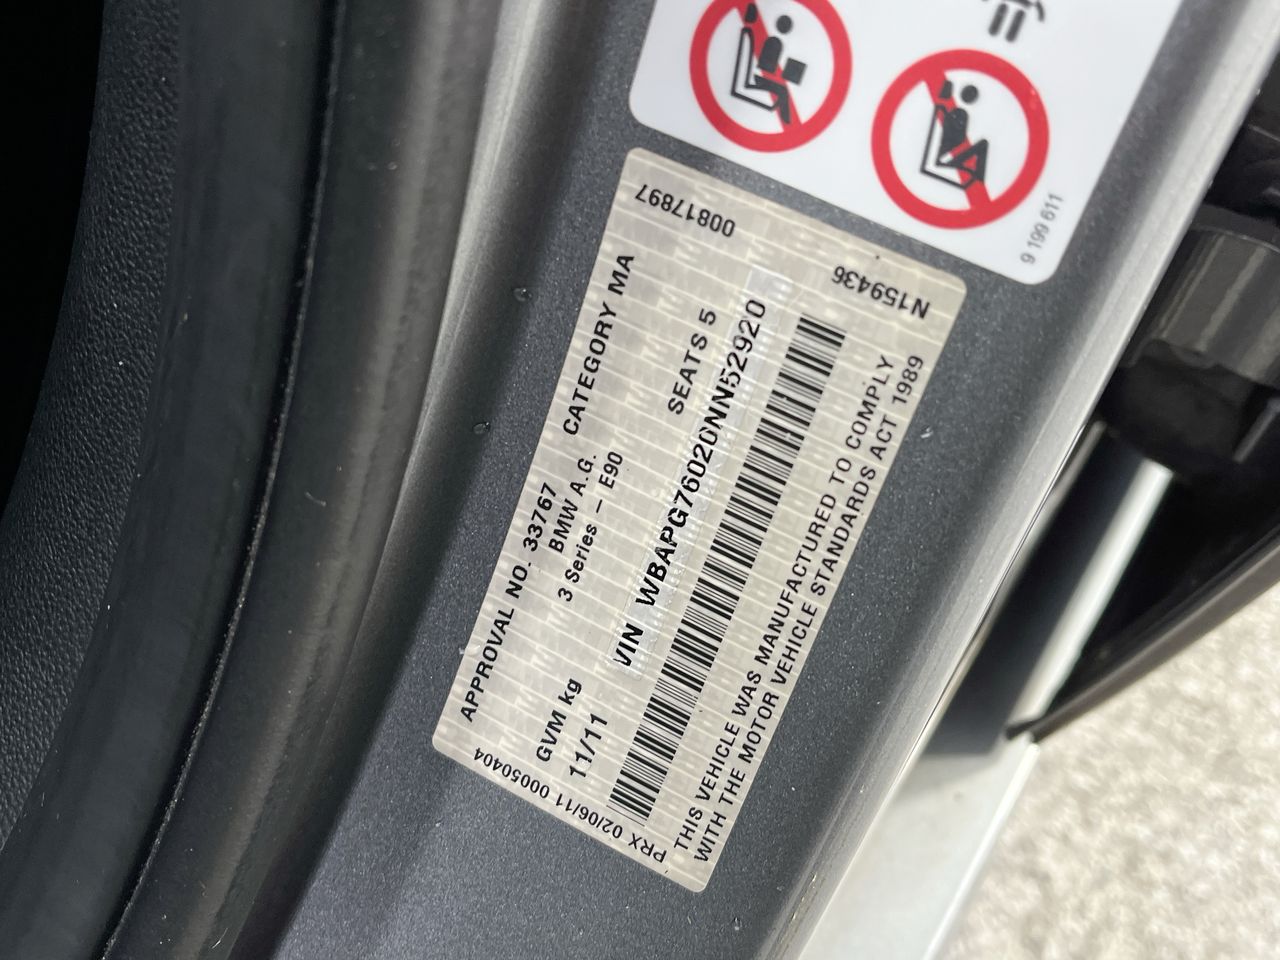 9 199 611
00817897
N159436
APPROVAL NO. 33767 CATEGORY MA
BMW A.G.
3 Series – E90
GVM kg SEATS 5
11/11
VIN WBAPG76020NN52920
THIS VEHICLE WAS MANUFACTURED TO COMPLY
WITH THE MOTOR VEHICLE STANDARDS ACT 1989
PRX 02/06/11 00050404